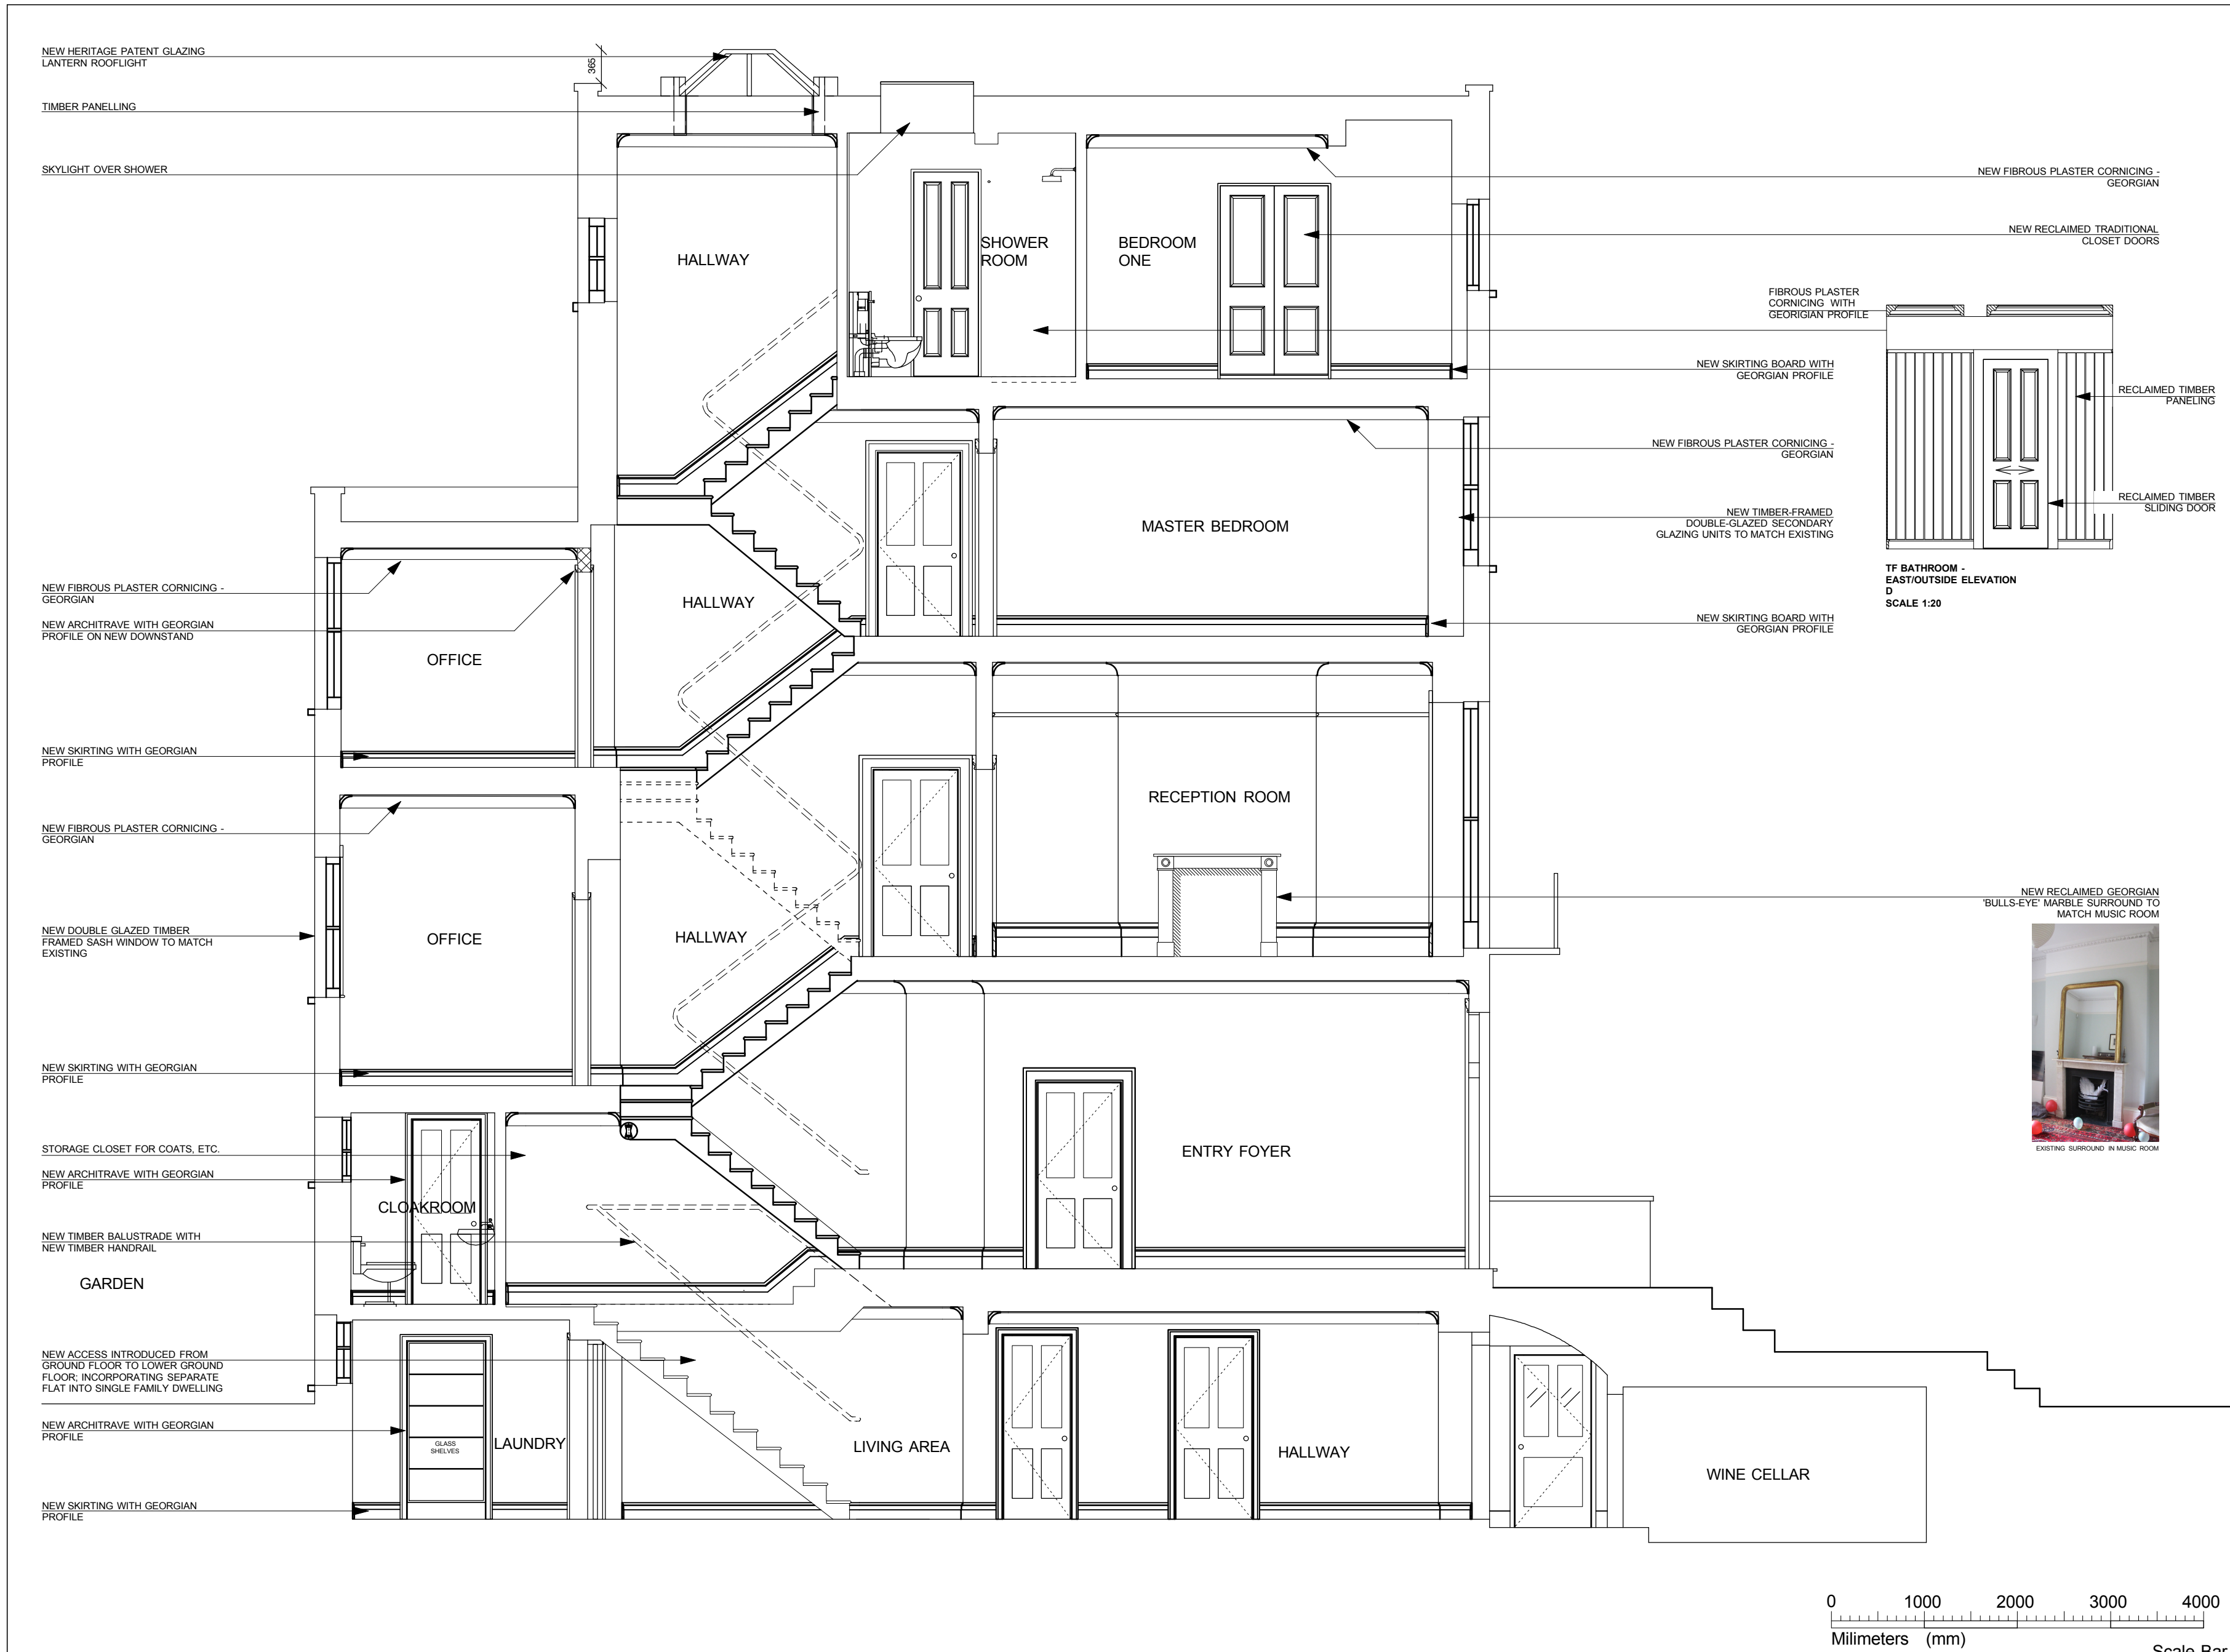 NEW HERITAGE PATENT GLAZING
LANTERN ROOFLIGHT
365
TIMBER PANELLING
SKYLIGHT OVER SHOWER
NEW FIBROUS PLASTER CORNICING -
GEORGIAN
NEW RECLAIMED TRADITIONAL
CLOSET DOORS
HALLWAY
SHOWER
ROOM
BEDROOM
ONE
FIBROUS PLASTER
CORNICING WITH
GEORIGIAN PROFILE
NEW SKIRTING BOARD WITH
GEORGIAN PROFILE
RECLAIMED TIMBER
PANELING
NEW FIBROUS PLASTER CORNICING -
GEORGIAN
RECLAIMED TIMBER
SLIDING DOOR
MASTER BEDROOM
NEW TIMBER-FRAMED
DOUBLE-GLAZED SECONDARY
GLAZING UNITS TO MATCH EXISTING
TF BATHROOM -
EAST/OUTSIDE ELEVATION
D
SCALE 1:20
NEW FIBROUS PLASTER CORNICING -
GEORGIAN
NEW ARCHITRAVE WITH GEORGIAN
PROFILE ON NEW DOWNSTAND
HALLWAY
NEW SKIRTING BOARD WITH
GEORGIAN PROFILE
OFFICE
NEW SKIRTING WITH GEORGIAN
PROFILE
RECEPTION ROOM
NEW FIBROUS PLASTER CORNICING -
GEORGIAN
NEW RECLAIMED GEORGIAN
'BULLS-EYE' MARBLE SURROUND TO
MATCH MUSIC ROOM
NEW DOUBLE GLAZED TIMBER
FRAMED SASH WINDOW TO MATCH
EXISTING
OFFICE
HALLWAY
NEW SKIRTING WITH GEORGIAN
PROFILE
EXISTING SURROUND IN MUSIC ROOM
STORAGE CLOSET FOR COATS, ETC.
ENTRY FOYER
NEW ARCHITRAVE WITH GEORGIAN
PROFILE
CLOAKROOM
NEW TIMBER BALUSTRADE WITH
NEW TIMBER HANDRAIL
GARDEN
NEW ACCESS INTRODUCED FROM
GROUND FLOOR TO LOWER GROUND
FLOOR; INCORPORATING SEPARATE
FLAT INTO SINGLE FAMILY DWELLING
NEW ARCHITRAVE WITH GEORGIAN
PROFILE
GLASS
SHELVES
LAUNDRY
LIVING AREA
HALLWAY
WINE CELLAR
NEW SKIRTING WITH GEORGIAN
PROFILE
0 1000 2000 3000 4000
Milimeters (mm)
Scale Bar